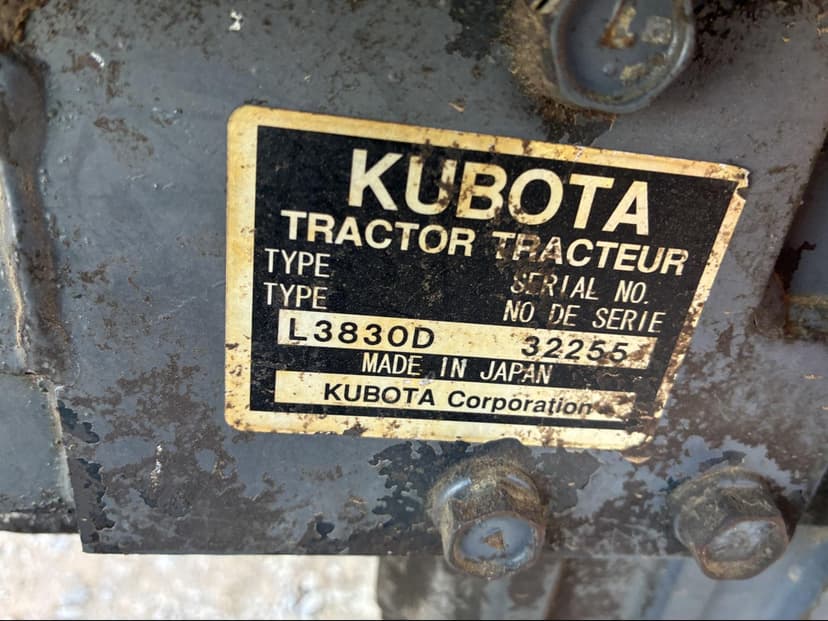 KUBOTA
TRACTOR TRACTEUR
TYPE SERIAL NO.
TYPE NO DE SERIE
L3830D 32255
MADE IN JAPAN
KUBOTA Corporation